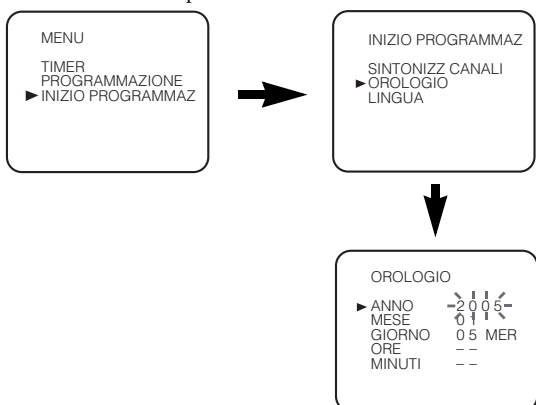 MENU
TIMER
PROGRAMMAZIONE
►INIZIO PROGRAMMAZ
INIZIO PROGRAMMAZ
SINTONIZZ CANALI
►OROLOGIO
LINGUA
OROLOGIO
►ANNO 2005
MESE 01
GIORNO 05 MER
ORE – –
MINUTI – –